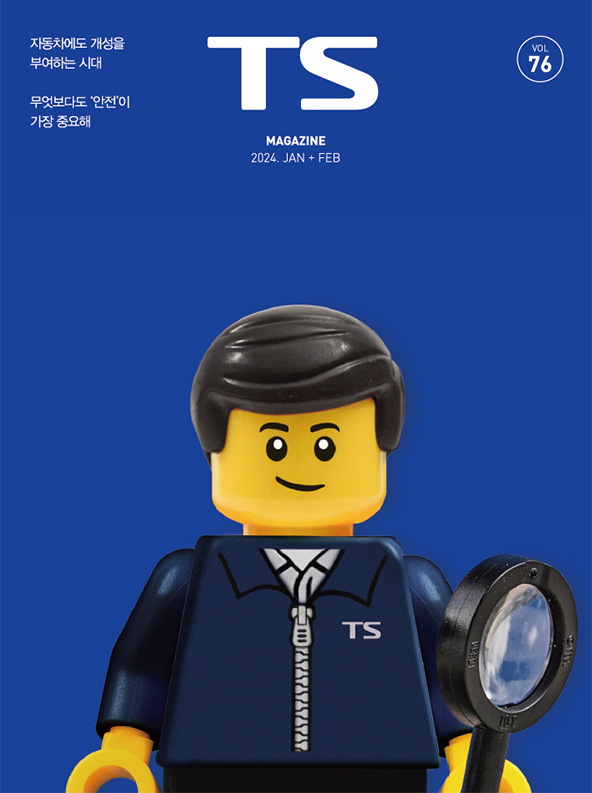 자동차에도 개성을
부여하는 시대
무엇보다도 '안전'이
가장 중요해
TS
MAGAZINE
2024. JAN + FEB
VOL
76
TS